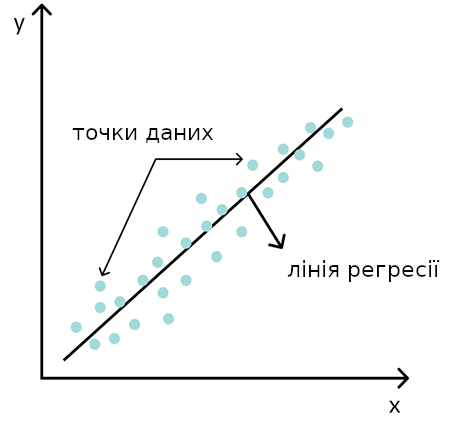 y
точки даних
лінія регресії
x